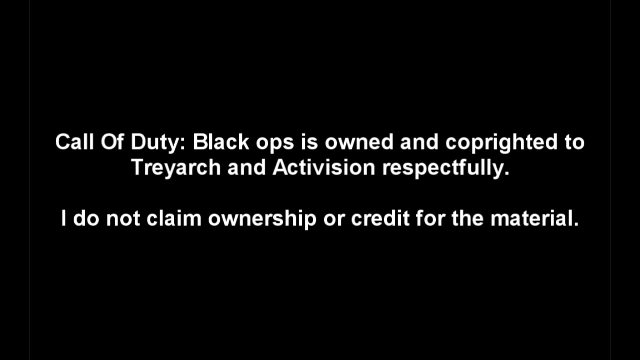 Call Of Duty: Black ops is owned and coprighted to
Treyarch and Activision respectfully.
I do not claim ownership or credit for the material.